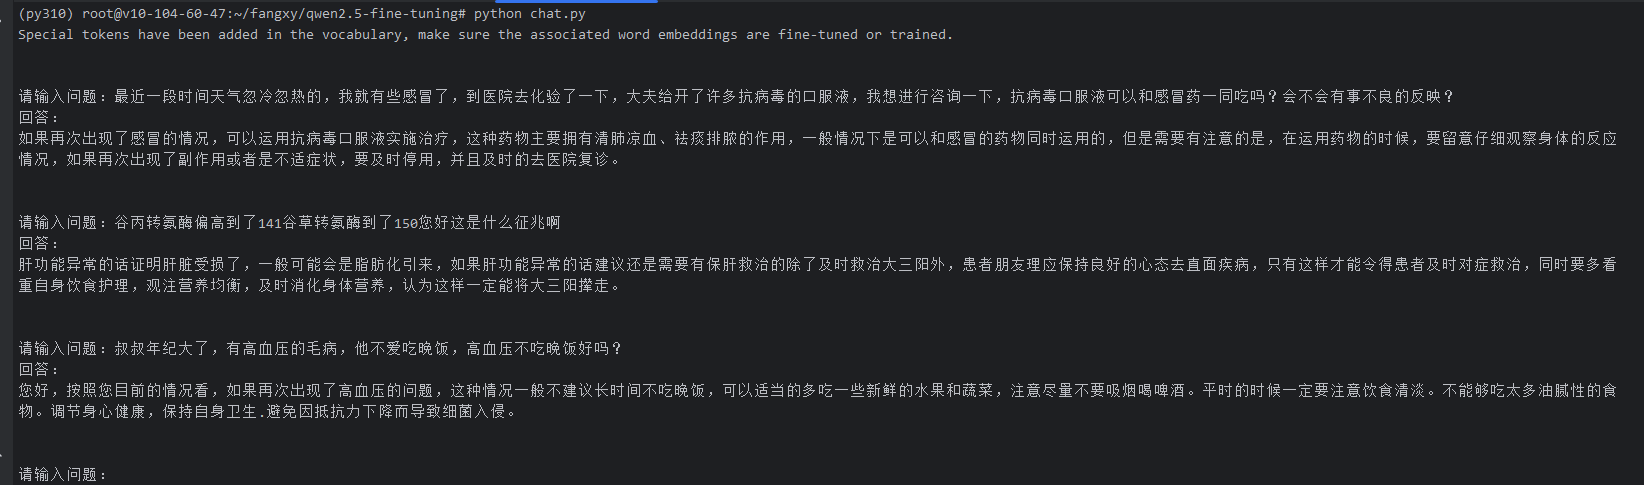 (py310) root@v10-104-60-47:~/fangxy/qwen2.5-fine-tuning# python chat.py
Special tokens have been added in the vocabulary, make sure the associated word embeddings are fine-tuned or trained.
请输入问题：最近一段时间天气忽冷忽热的，我就有些感冒了，到医院去化验了一下，大夫给开了许多抗病毒的口服液，我想进行咨询一下，抗病毒口服液可以和感冒药一同吃吗？会不会有事不良的反映？
回答：
如果再次出现了感冒的情况，可以运用抗病毒口服液实施治疗，这种药物主要拥有清肺凉血、祛痰排脓的作用，一般情况下是可以和感冒的药物同时运用的，但是需要有注意的是，在运用药物的时候，要留意仔细观察身体的反应
情况，如果再次出现了副作用或者是不适症状，要及时停用，并且及时的去医院复诊。
请输入问题：谷丙转氨酶偏高到了141谷草转氨酶到了150您好这是什么征兆啊
回答：
肝功能异常的话证明肝脏受损了，一般可能会是脂肪化引来，如果肝功能异常的话建议还是需要有保肝救治的除了及时救治大三阳外，患者朋友理应保持良好的心态去直面疾病，只有这样才能令得患者及时对症救治，同时要多看
重自身饮食护理，观注营养均衡，及时消化身体营养，认为这样一定能将大三阳撵走。
请输入问题：叔叔年纪大了，有高血压的毛病，他不爱吃晚饭，高血压不吃晚饭好吗？
回答：
您好，按照您目前的情况看，如果再次出现了高血压的问题，这种情况一般不建议长时间不吃晚饭，可以适当的多吃一些新鲜的水果和蔬菜，注意尽量不要吸烟喝啤酒。平时的时候一定要注意饮食清淡。不能够吃太多油腻性的食
物。调节身心健康，保持自身卫生.避免因抵抗力下降而导致细菌入侵。
请输入问题：